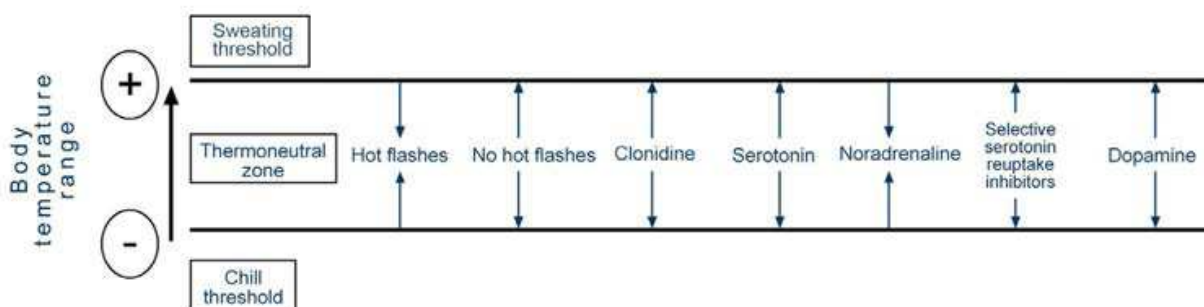 Sweating
threshold
+
Body
temperature
range
Thermoneutral
zone
Hot flashes
No hot flashes
Clonidine
Serotonin
Noradrenaline
Selective
serotonin
reuptake
inhibitors
Dopamine
-
Chill
threshold